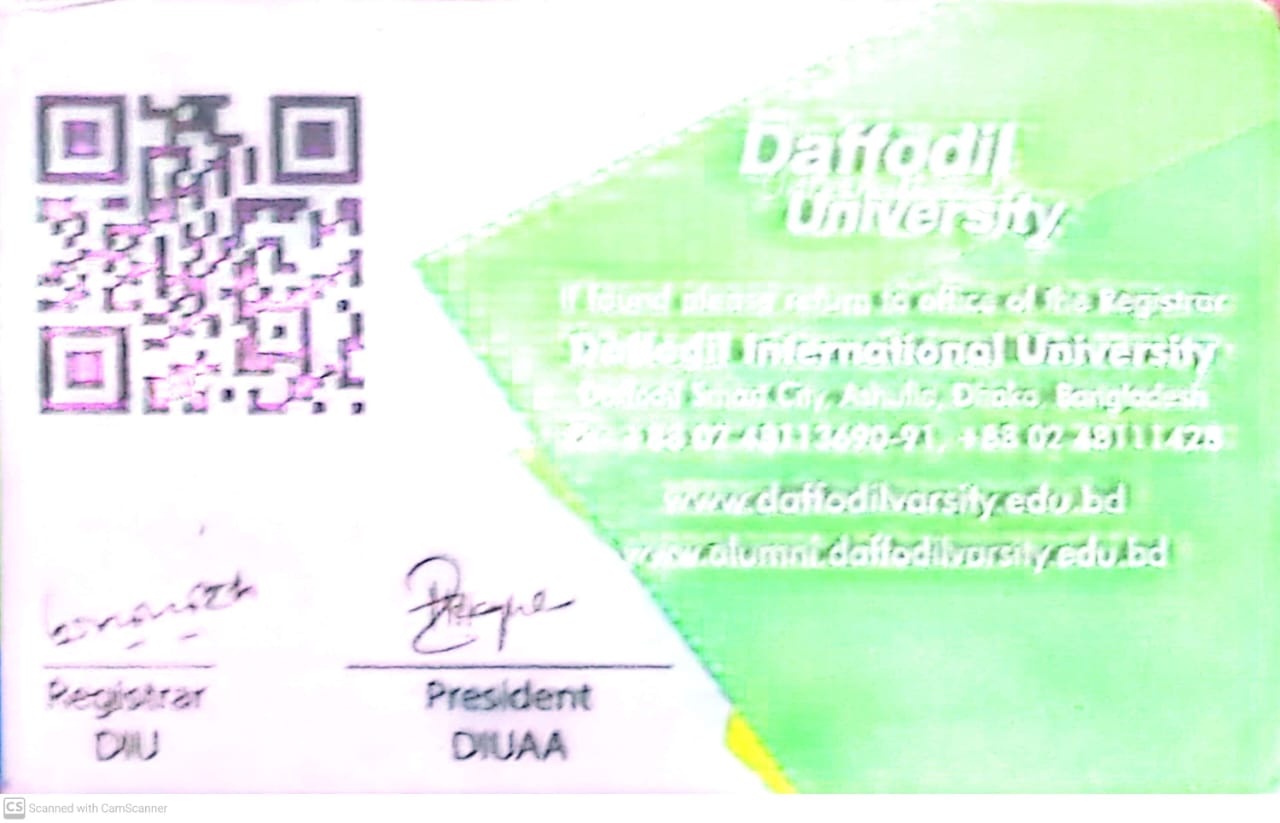 Daffodil
University
If found please return to office of the Registrar
Daffodil International University
Daffodil Smart City, Ashulia, Dhaka, Bangladesh
+88 02 48113690-91, +88 02 48111428
www.daffodilvarsity.edu.bd
www.alumni.daffodilvarsity.edu.bd
Registrar
DIU
President
DIUAA
CS Scanned with CamScanner